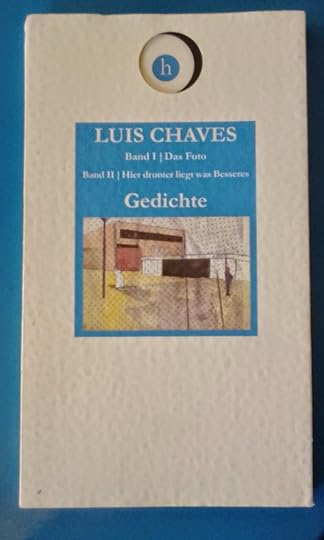 h
LUIS CHAVES
Band I | Das Foto
Band II | Hier drunter liegt was Besseres
Gedichte